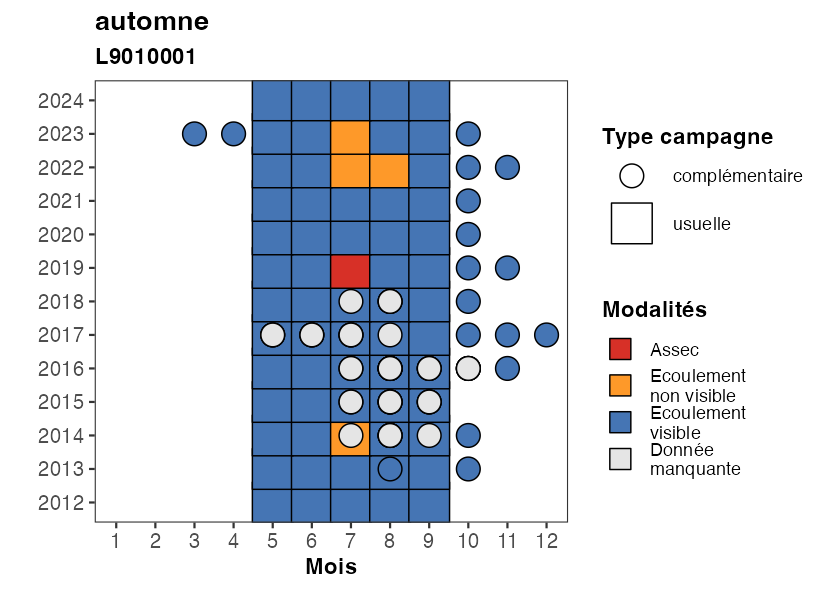 automne
L9010001
2024
2023
2022
2021
2020
2019
2018
2017
2016
2015
2014
2013
2012
1 2 3 4 5 6 7 8 9 10 11 12
Mois
Type campagne
complémentaire
usuelle
Modalités
Assec
Ecoulement
non visible
Ecoulement
visible
Donnée
manquante